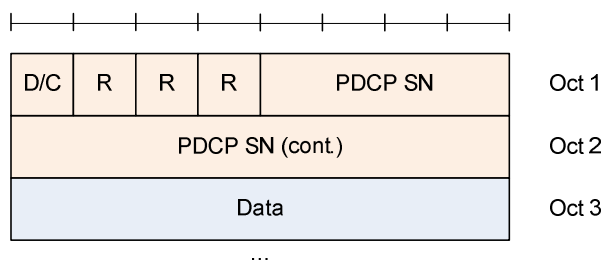 D/C R R R PDCP SN Oct 1
PDCP SN (cont.) Oct 2
Data Oct 3
...